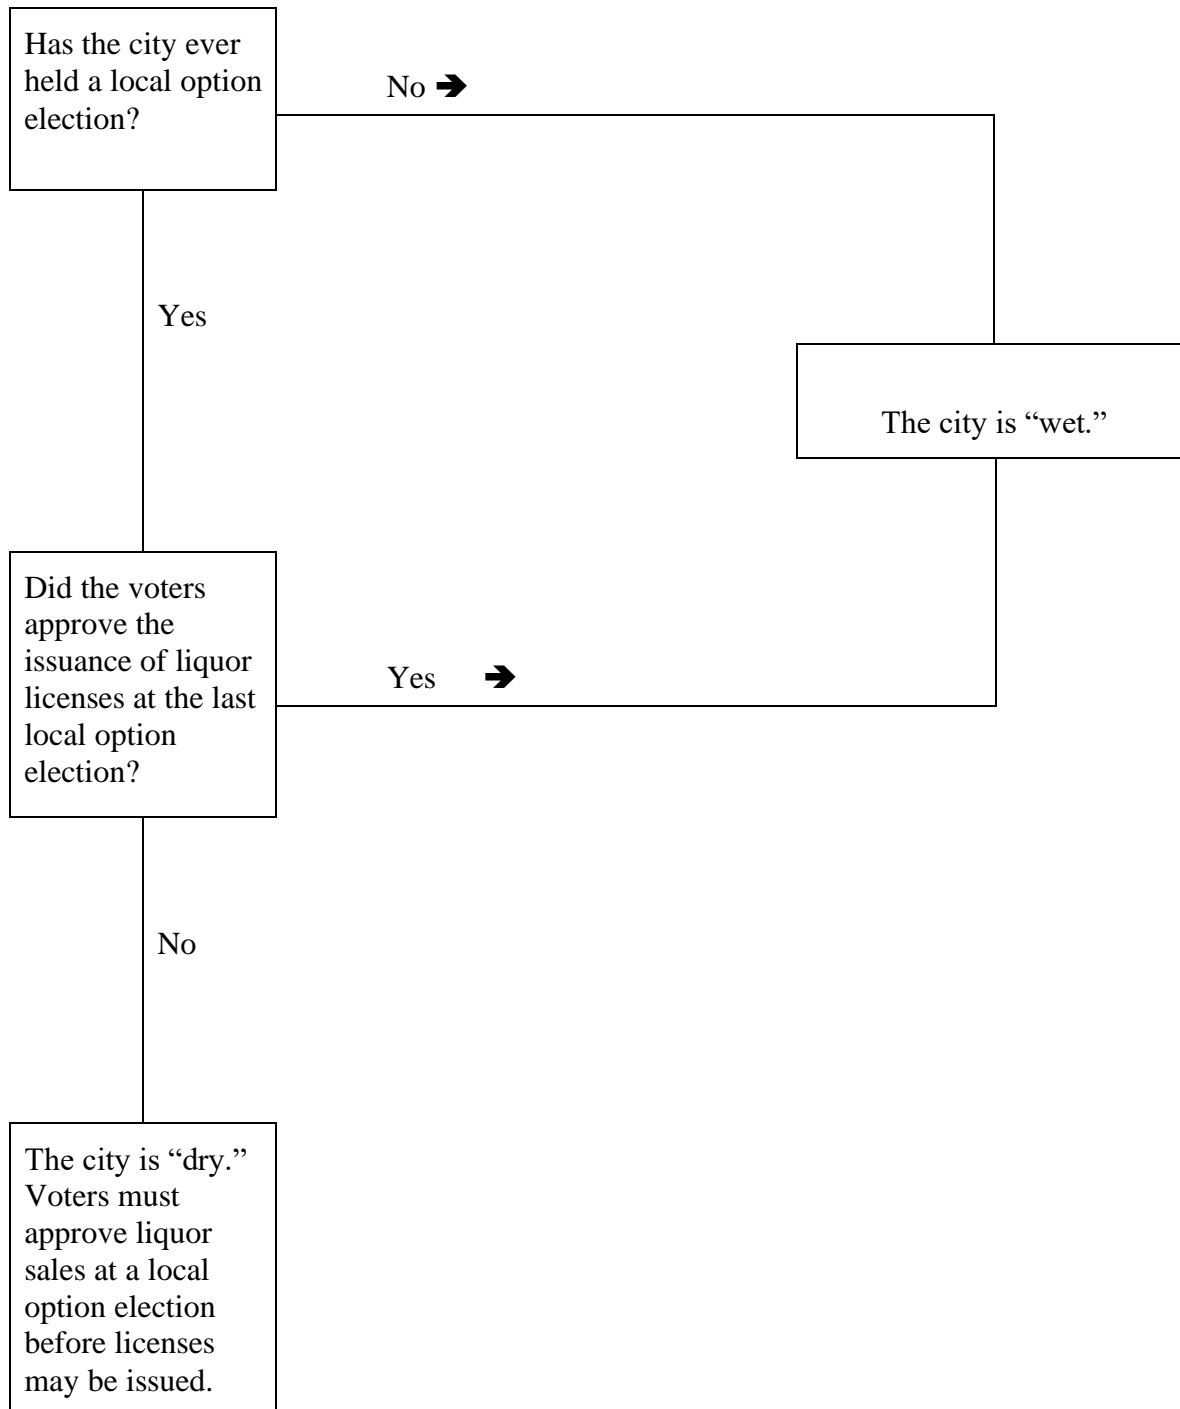 Has the city ever
held a local option
election?
No ➔
Yes
The city is “wet.”
Did the voters
approve the
issuance of liquor
licenses at the last
local option
election?
Yes ➔
No
The city is “dry.”
Voters must
approve liquor
sales at a local
option election
before licenses
may be issued.